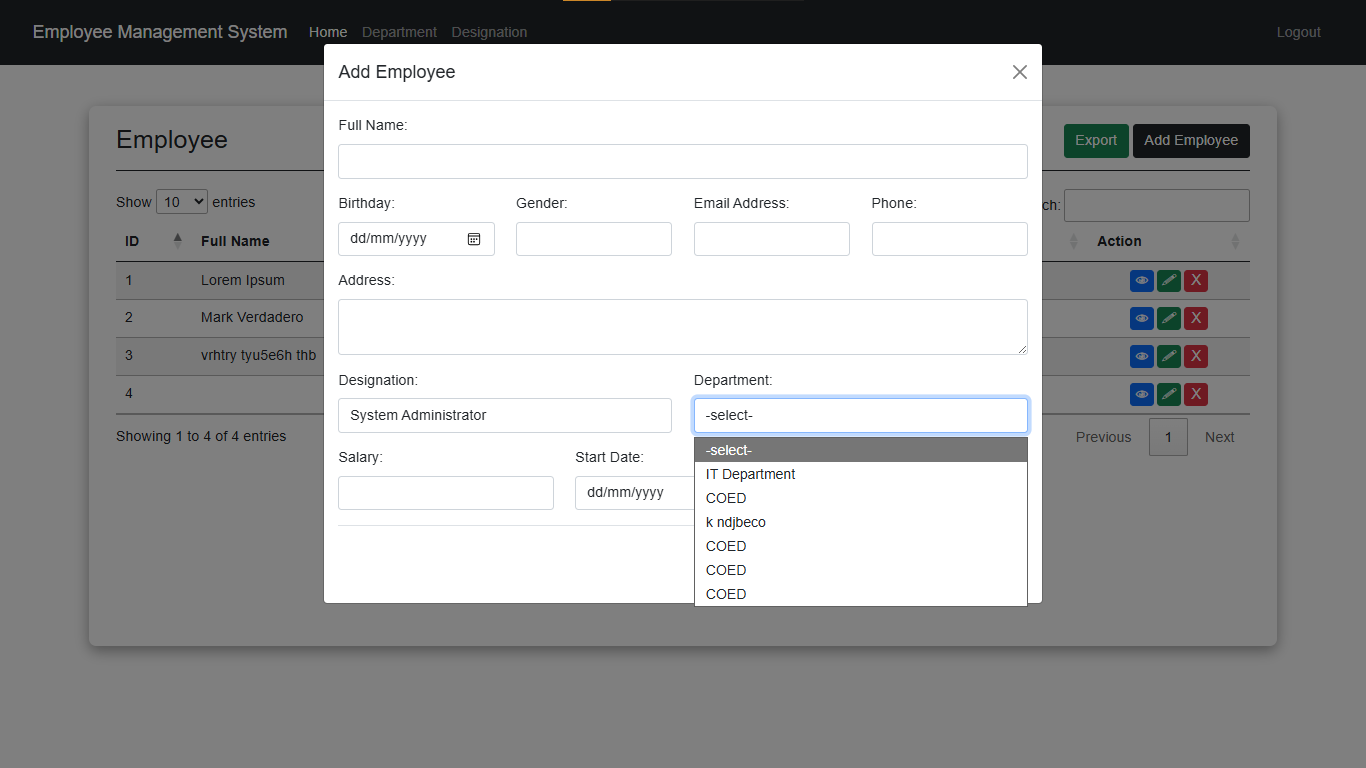 Employee Management System Home Department Designation Logout
Add Employee
Full Name:
Employee
Export Add Employee
Show 10 entries
ch:
Birthday: Gender: Email Address: Phone:
dd/mm/yyyy
ID Full Name Action
Address:
1 Lorem Ipsum X
2 Mark Verdadero X
3 vrhtry tyu5e6h thb X
4 X
Designation: Department:
System Administrator -select-
Showing 1 to 4 of 4 entries Previous 1 Next
Salary: Start Date:
dd/mm/yyyy
-select-
IT Department
COED
k ndjbeco
COED
COED
COED